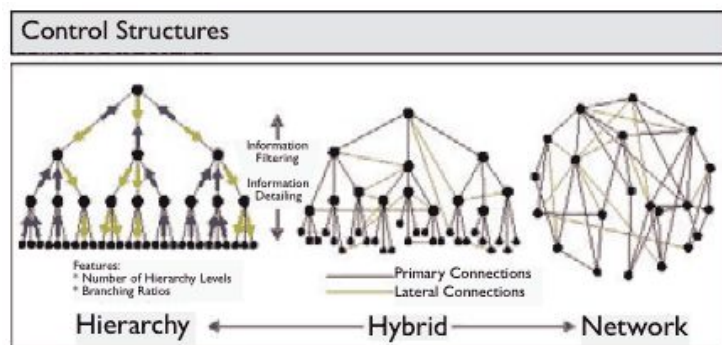 Control Structures
Information
Filtering
Information
Detailing
Features:
* Number of Hierarchy Levels
* Branching Ratios
Primary Connections
Lateral Connections
Hierarchy
Hybrid
Network